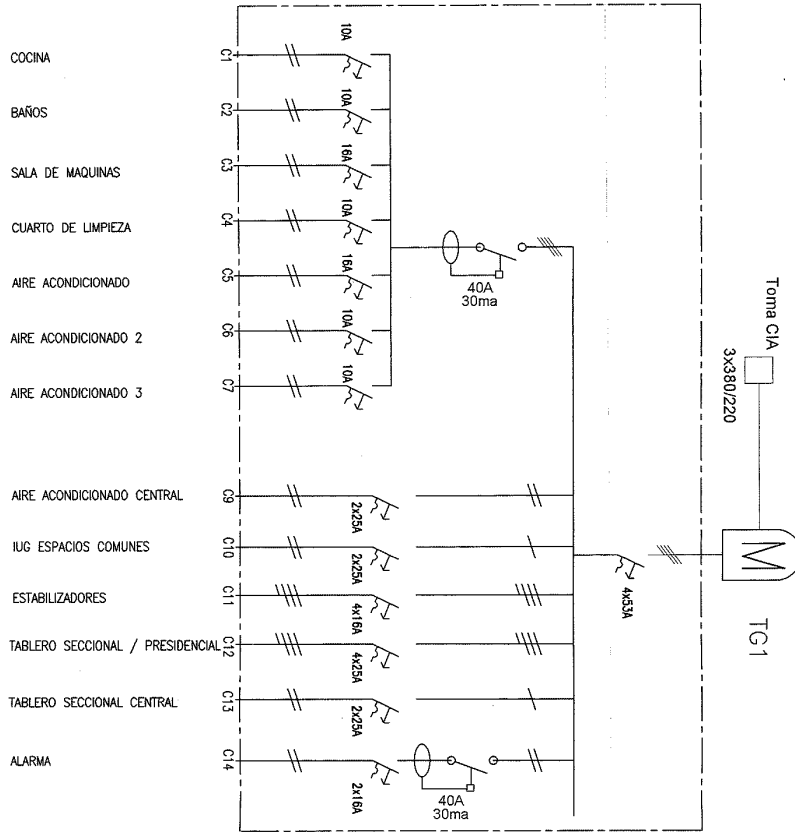 COCINA C1 10A
BAÑOS C2 10A
SALA DE MAQUINAS C3 16A
CUARTO DE LIMPIEZA C4 10A
AIRE ACONDICIONADO C5 16A
AIRE ACONDICIONADO 2 C6 10A
AIRE ACONDICIONADO 3 C7 10A
40A
30ma
AIRE ACONDICIONADO CENTRAL C9 2x25A
IUG ESPACIOS COMUNES C10 2x25A
ESTABILIZADORES C11 4x16A
TABLERO SECCIONAL / PRESIDENCIAL C12 4x25A
TABLERO SECCIONAL CENTRAL C13 2x25A
ALARMA C14 2x16A
40A
30ma
4x53A
Toma CIA
3x380/220
M
TG1